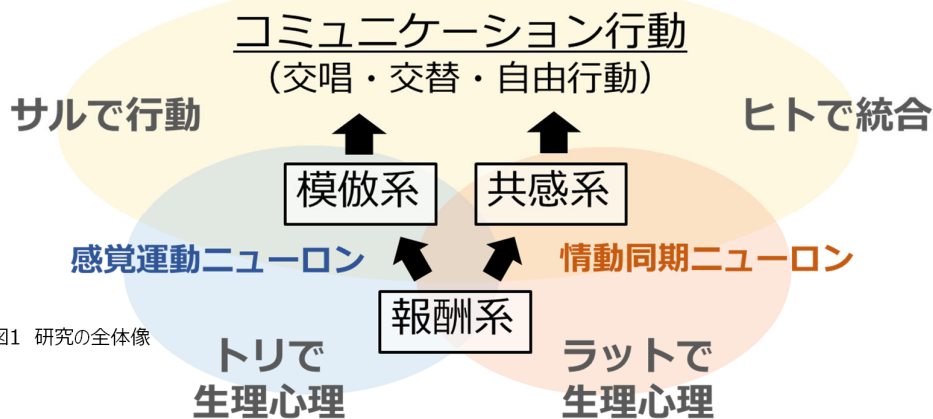 コミュニケーション行動
（交唱・交替・自由行動）
サルで行動
ヒトで統合
模倣系
共感系
感覚運動ニューロン
情動同期ニューロン
報酬系
図1 研究の全体像
トリで
生理心理
ラットで
生理心理